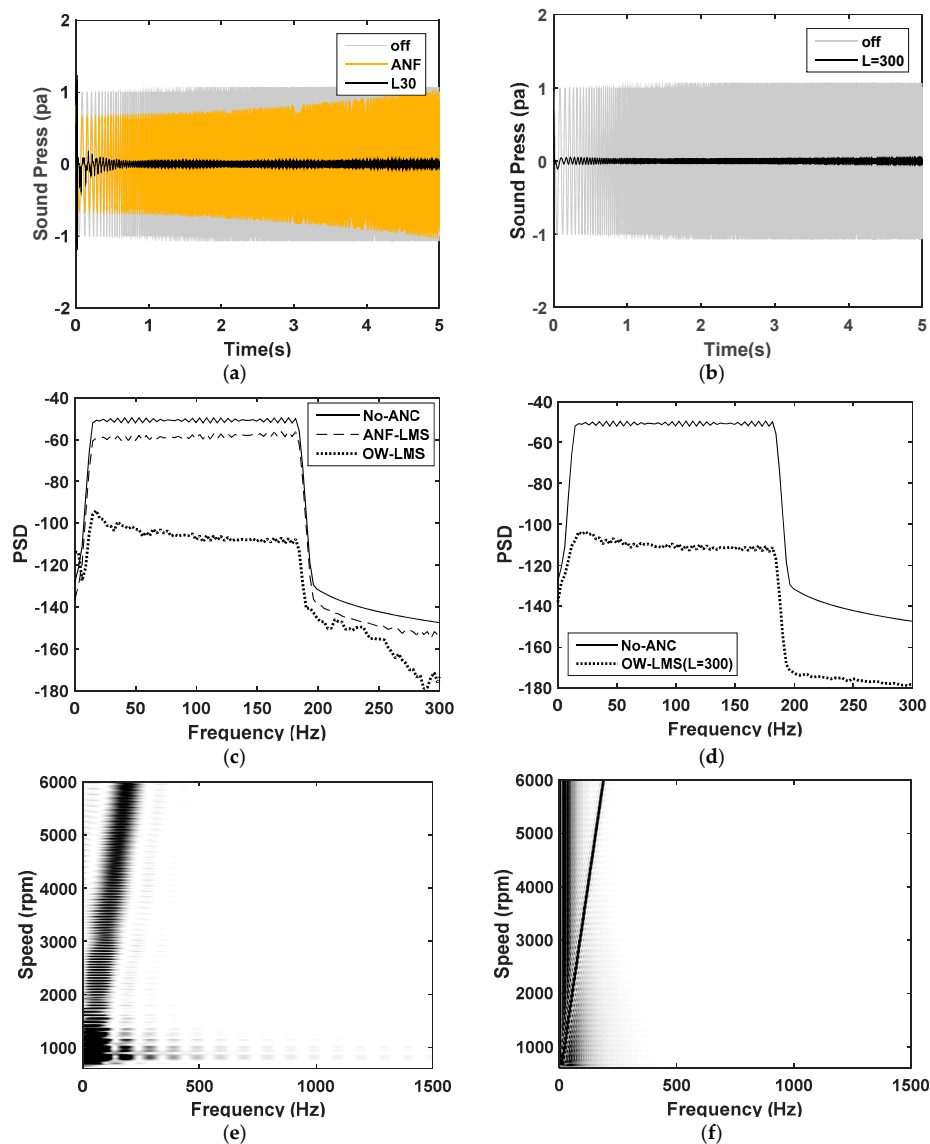 2
1
0
-1
-2
Sound Press (pa)
off
ANF
L30
0 1 2 3 4 5
Time(s)
(a)
2
1
0
-1
-2
Sound Press (pa)
off
L=300
0 1 2 3 4 5
Time(s)
(b)
-40
-60
-80
-100
-120
-140
-160
-180
PSD
No-ANC
ANF-LMS
OW-LMS
0 50 100 150 200 250 300
Frequency (Hz)
(c)
-40
-60
-80
-100
-120
-140
-160
-180
PSD
No-ANC
OW-LMS(L=300)
0 50 100 150 200 250 300
Frequency (Hz)
(d)
6000
5000
4000
3000
2000
1000
Speed (rpm)
0 500 1000 1500
Frequency (Hz)
(e)
6000
5000
4000
3000
2000
1000
Speed (rpm)
0 500 1000 1500
Frequency (Hz)
(f)